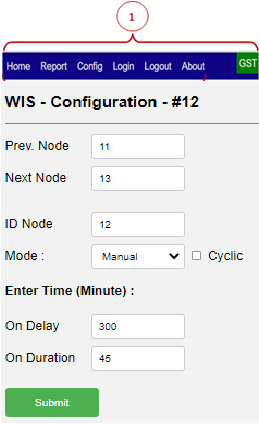 1
Home Report Config Login Logout About GST
WIS - Configuration - #12
Prev. Node 11
Next Node 13
ID Node 12
Mode : Manual Cyclic
Enter Time (Minute) :
On Delay 300
On Duration 45
Submit